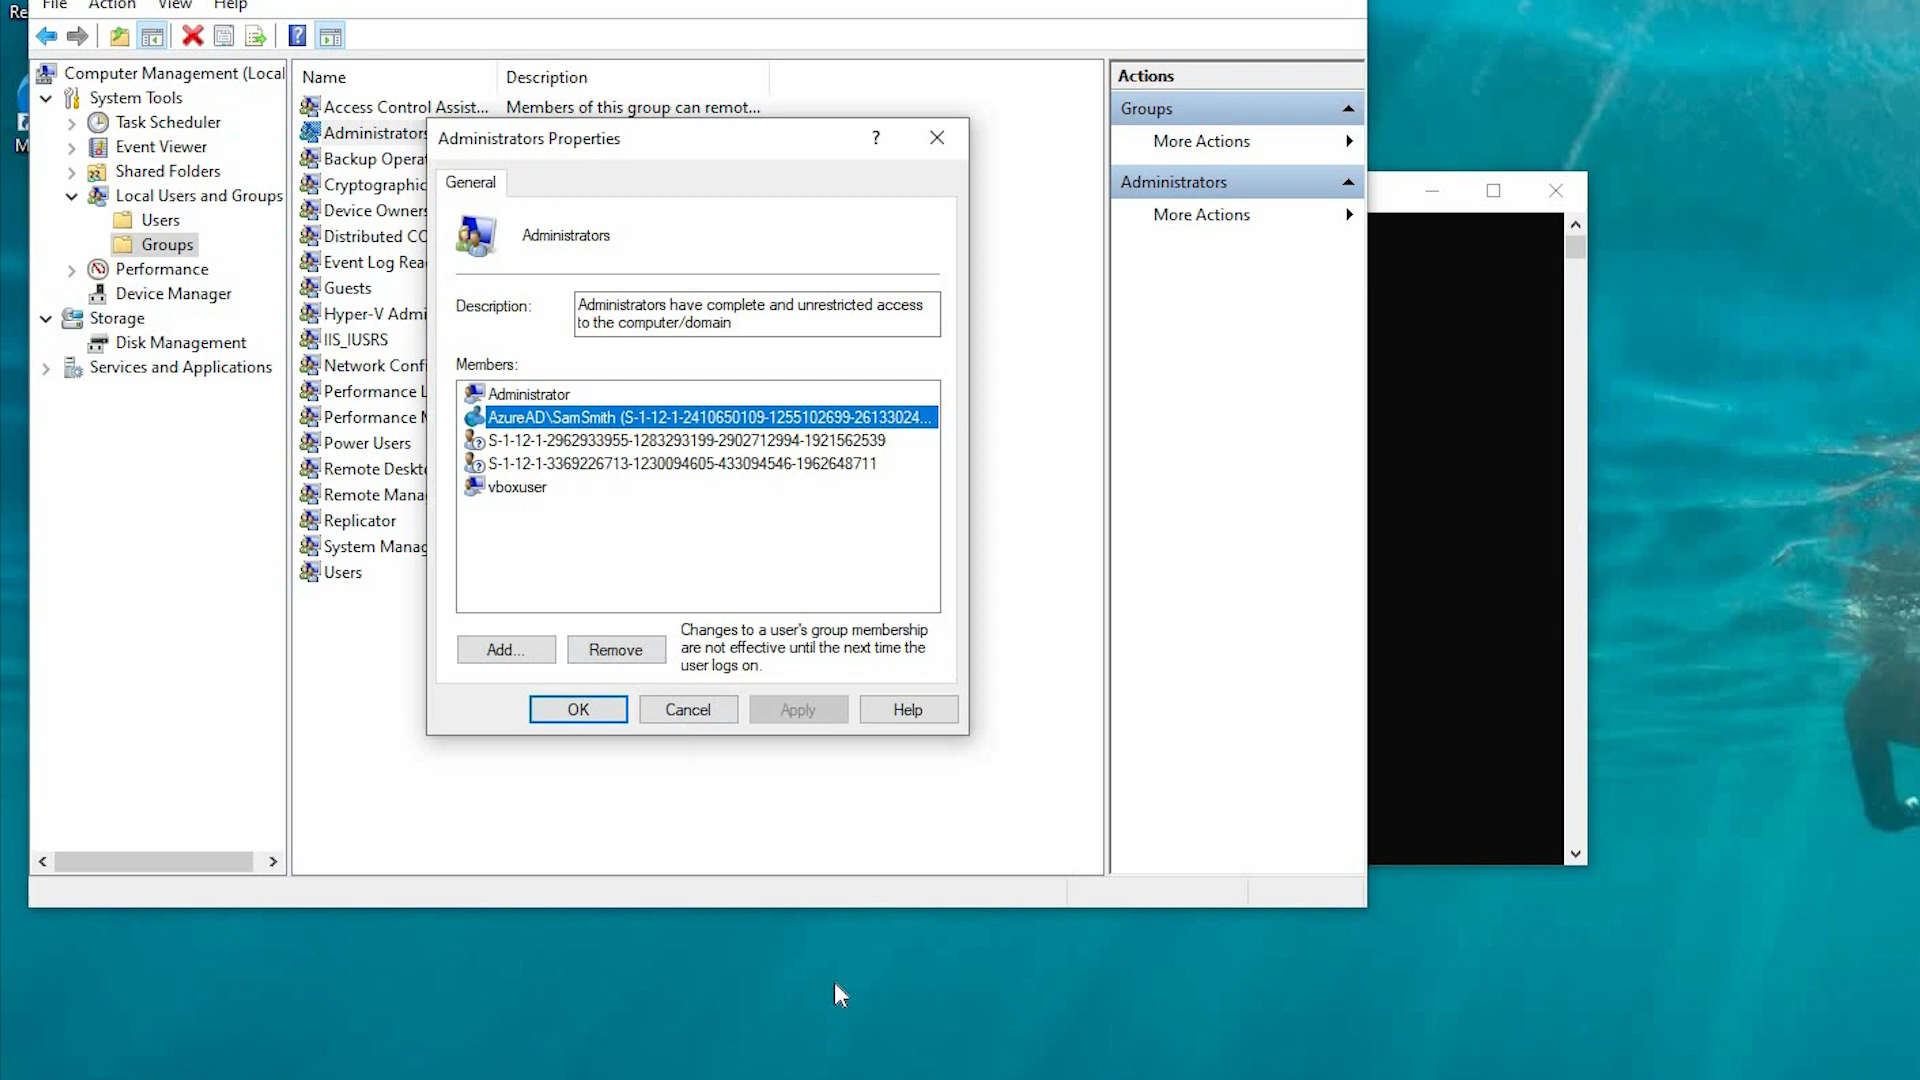 Re
File Action View Help
M
Computer Management (Local
System Tools
Task Scheduler
Event Viewer
Shared Folders
Local Users and Groups
Users
Groups
Performance
Device Manager
Storage
Disk Management
Services and Applications
Name Description
Access Control Assist... Members of this group can remot...
Administrators
Backup Opera
Cryptographic
Device Owners
Distributed CO
Event Log Rea
Guests
Hyper-V Admi
IIS_IUSRS
Network Confi
Performance L
Performance M
Power Users
Remote Deskt
Remote Mana
Replicator
System Manag
Users
Administrators Properties
?
General
Administrators
Description:
Administrators have complete and unrestricted access
to the computer/domain
Members:
Administrator
AzureAD\SamSmith (S-1-12-1-2410650109-1255102699-26133024...
S-1-12-1-2962933955-1283293199-2902712994-1921562539
S-1-12-1-3369226713-1230094605-433094546-1962648711
vboxuser
Add...
Remove
Changes to a user's group membership
are not effective until the next time the
user logs on.
OK Cancel Apply Help
Actions
Groups
More Actions
Administrators
More Actions